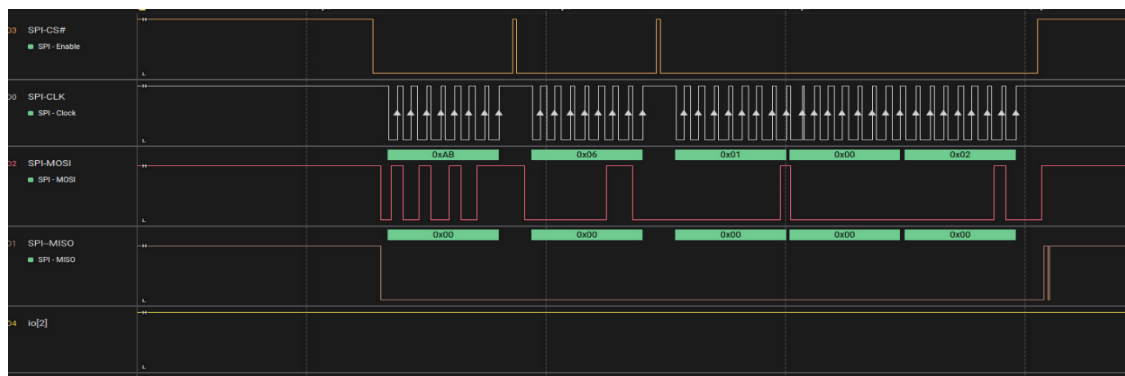 SPI-CS#
SPI - Enable
H
L
SPI-CLK
SPI - Clock
H
L
SPI-MOSI
SPI - MOSI
H
0xAB 0x06 0x01 0x00 0x02
L
SPI-MISO
SPI - MISO
H
0x00 0x00 0x00 0x00 0x00
L
io[2]
H
L